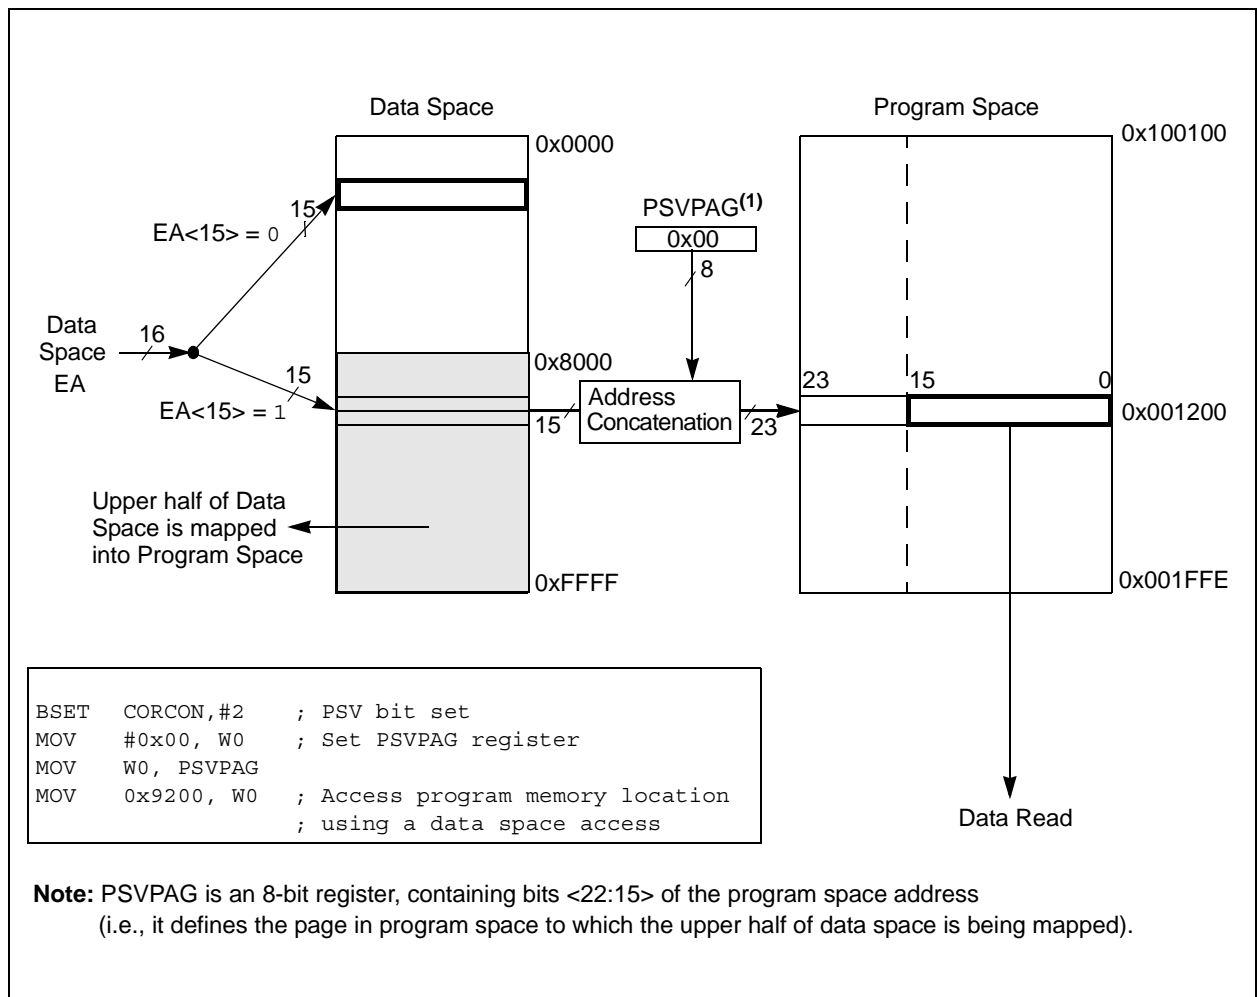 Data Space
Program Space
0x0000
0x100100
15
PSVPAG(1)
EA<15> = 0
0x00
8
Data
Space
EA
16
0x8000
15
23
15
0
EA<15> = 1
15
Address
Concatenation
23
0x001200
Upper half of Data
Space is mapped
into Program Space
0xFFFF
0x001FFE
BSET CORCON,#2 ; PSV bit set
MOV #0x00, W0 ; Set PSVPAG register
MOV W0, PSVPAG
MOV 0x9200, W0 ; Access program memory location
; using a data space access
Data Read
Note: PSVPAG is an 8-bit register, containing bits <22:15> of the program space address
(i.e., it defines the page in program space to which the upper half of data space is being mapped).